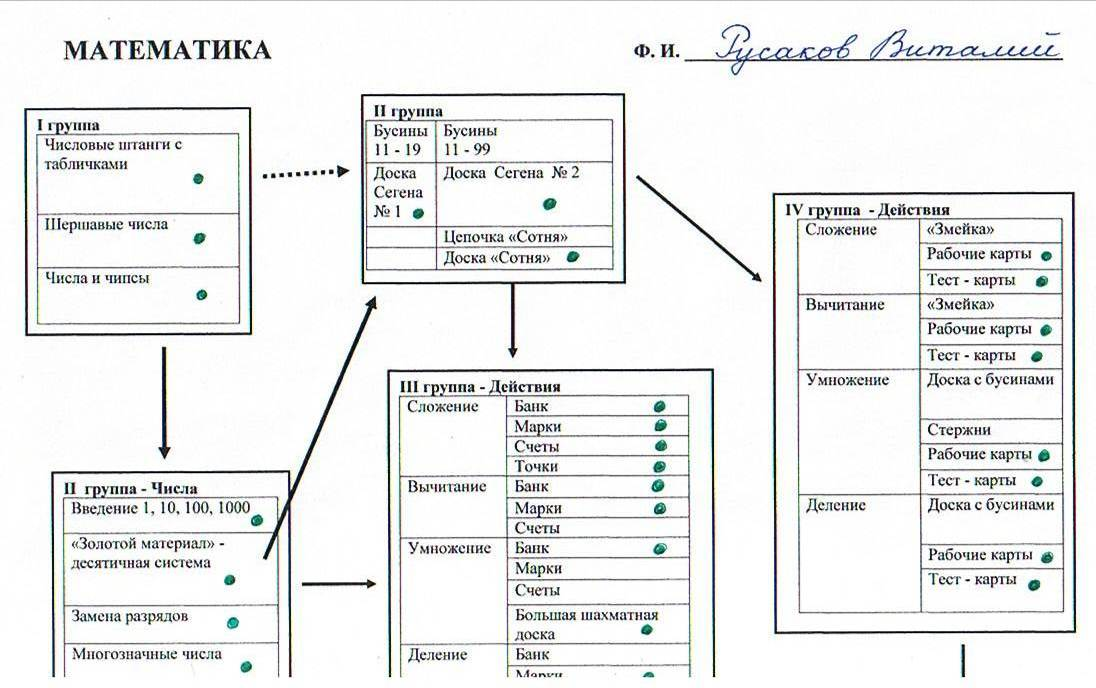 МАТЕМАТИКА
Ф. И. Русаков Виталий
I группа
Числовые штанги с
табличками
Шершавые числа
Числа и чипсы
II группа
Бусины
11 - 19
Бусины
11 - 99
Доска
Сегена
№ 1
Доска Сегена № 2
Цепочка «Сотня»
Доска «Сотня»
IV группа - Действия
Сложение
«Змейка»
Рабочие карты
Тест - карты
Вычитание
«Змейка»
Рабочие карты
Тест - карты
Умножение
Доска с бусинами
Стержни
Рабочие карты
Тест - карты
Деление
Доска с бусинами
Рабочие карты
Тест - карты
III группа - Действия
Сложение
Банк
Марки
Счеты
Точки
Вычитание
Банк
Марки
Счеты
Умножение
Банк
Марки
Счеты
Большая шахматная
доска
Деление
Банк
Марки
II группа - Числа
Введение 1, 10, 100, 1000
«Золотой материал» -
десятичная система
Замена разрядов
Многозначные числа